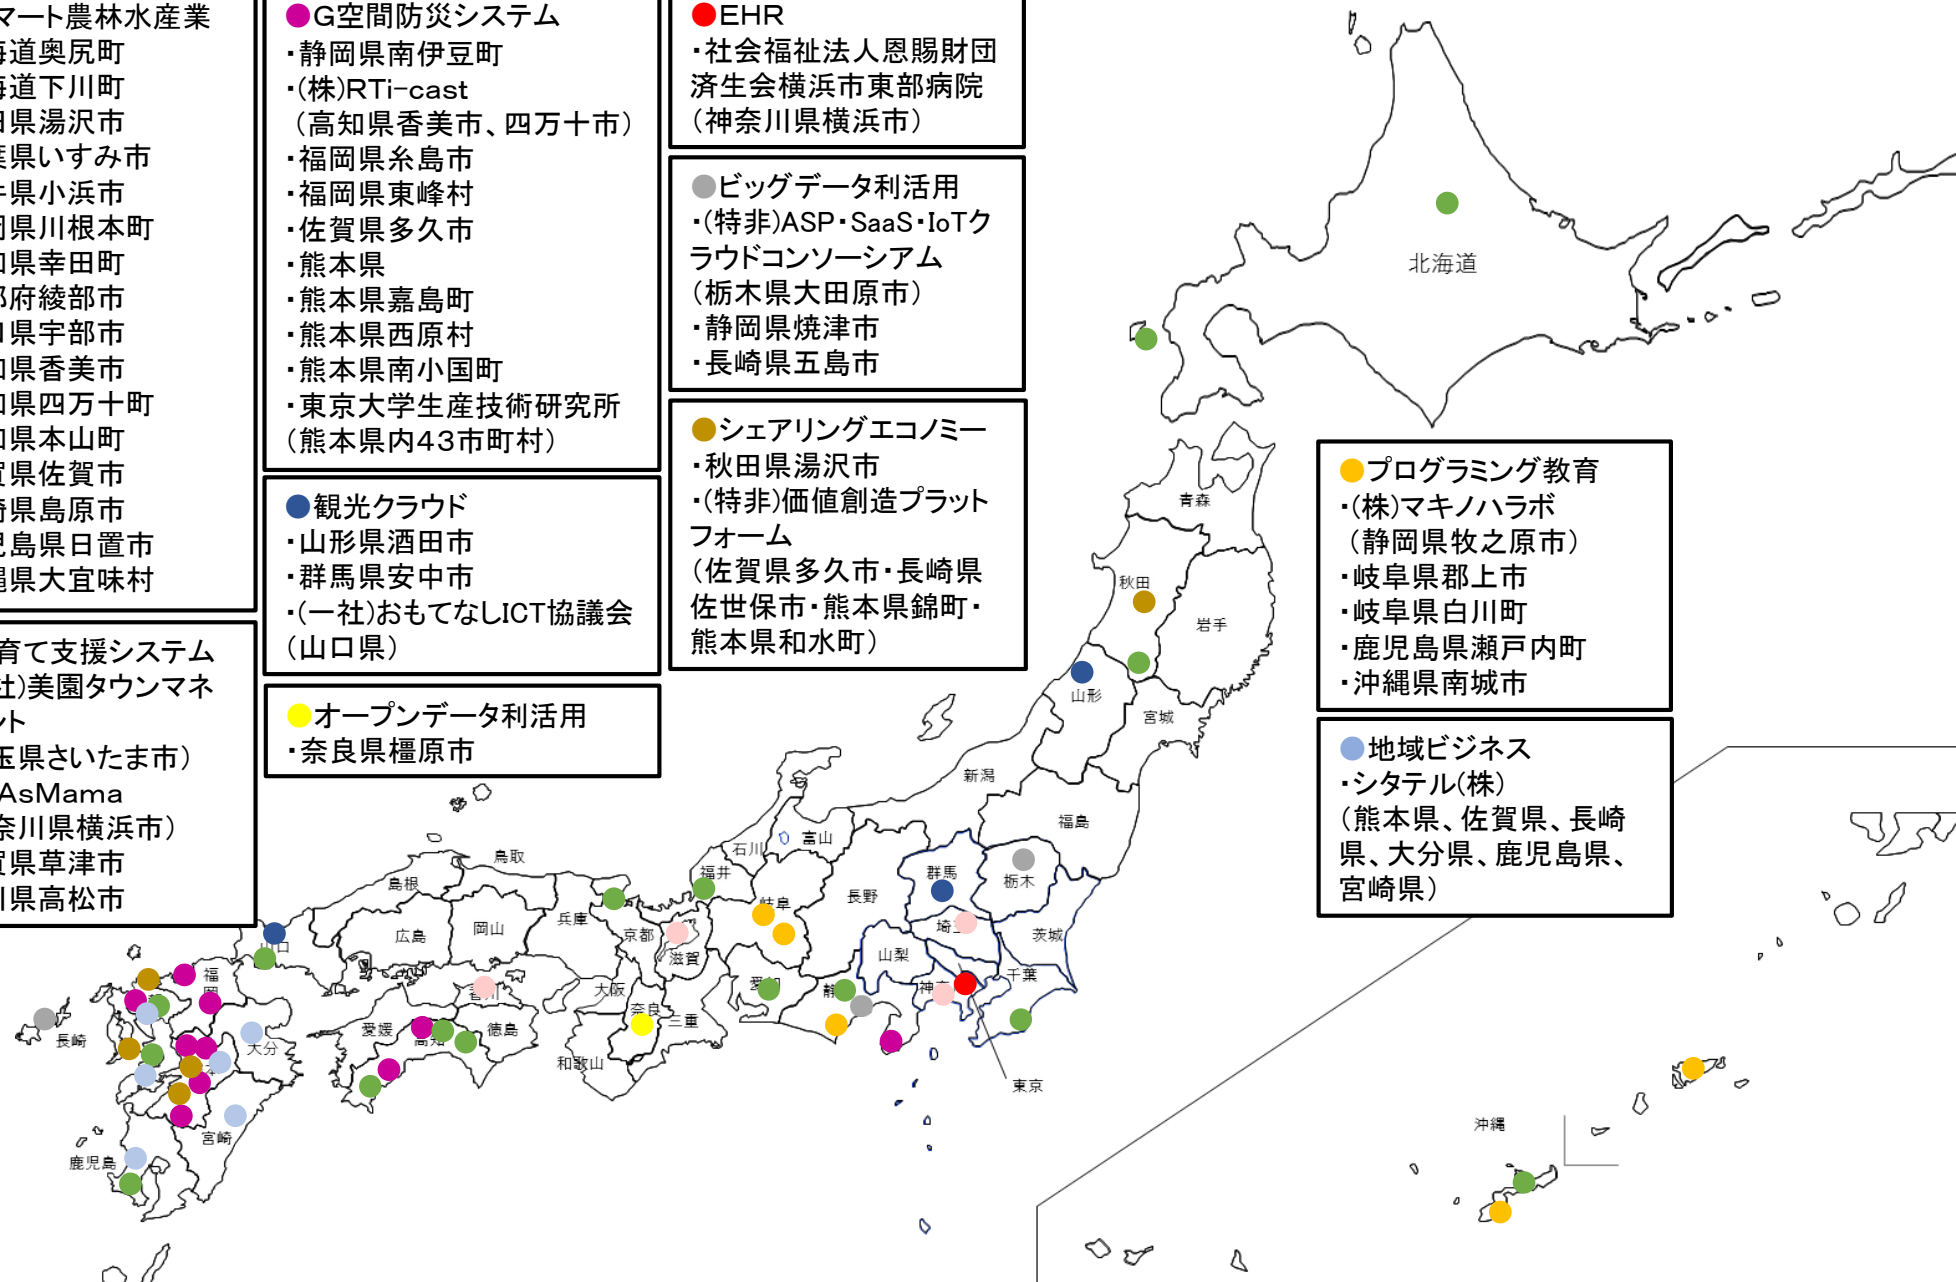 マート農林水産業
海道奥尻町
海道下川町
田県湯沢市
葉県いすみ市
井県小浜市
岡県川根本町
知県幸田町
都府綾部市
口県宇部市
知県香美市
知県四万十町
知県本山町
賀県佐賀市
崎県島原市
児島県日置市
縄県大宜味村
育て支援システム
社)美園タウンマネ
ント
玉県さいたま市)
AsMama
奈川県横浜市)
賀県草津市
川県高松市
●G空間防災システム
・静岡県南伊豆町
・(株)RTi-cast
(高知県香美市、四万十市)
・福岡県糸島市
・福岡県東峰村
・佐賀県多久市
・熊本県
・熊本県嘉島町
・熊本県西原村
・熊本県南小国町
・東京大学生産技術研究所
(熊本県内43市町村)
●観光クラウド
・山形県酒田市
・群馬県安中市
・(一社)おもてなしICT協議会
(山口県)
●オープンデータ利活用
・奈良県橿原市
●EHR
・社会福祉法人恩賜財団
済生会横浜市東部病院
(神奈川県横浜市)
●ビッグデータ利活用
・(特非)ASP・SaaS・IoTク
ラウドコンソーシアム
(栃木県大田原市)
・静岡県焼津市
・長崎県五島市
●シェアリングエコノミー
・秋田県湯沢市
・(特非)価値創造プラット
フォーム
(佐賀県多久市・長崎県
佐世保市・熊本県錦町・
熊本県和水町)
●プログラミング教育
・(株)マキノハラボ
(静岡県牧之原市)
・岐阜県郡上市
・岐阜県白川町
・鹿児島県瀬戸内町
・沖縄県南城市
●地域ビジネス
・シタテル(株)
(熊本県、佐賀県、長崎
県、大分県、鹿児島県、
宮崎県)
北海道
青森
秋田
岩手
山形
宮城
新潟
福島
富山
石川
福井
群馬
栃木
長野
岐阜
茨城
山梨
千葉
東京
鳥取
島根
兵庫
京都
滋賀
岡山
広島
山口
大阪
奈良
三重
和歌山
香川
徳島
愛媛
高知
福岡
長崎
大分
宮崎
鹿児島
沖縄